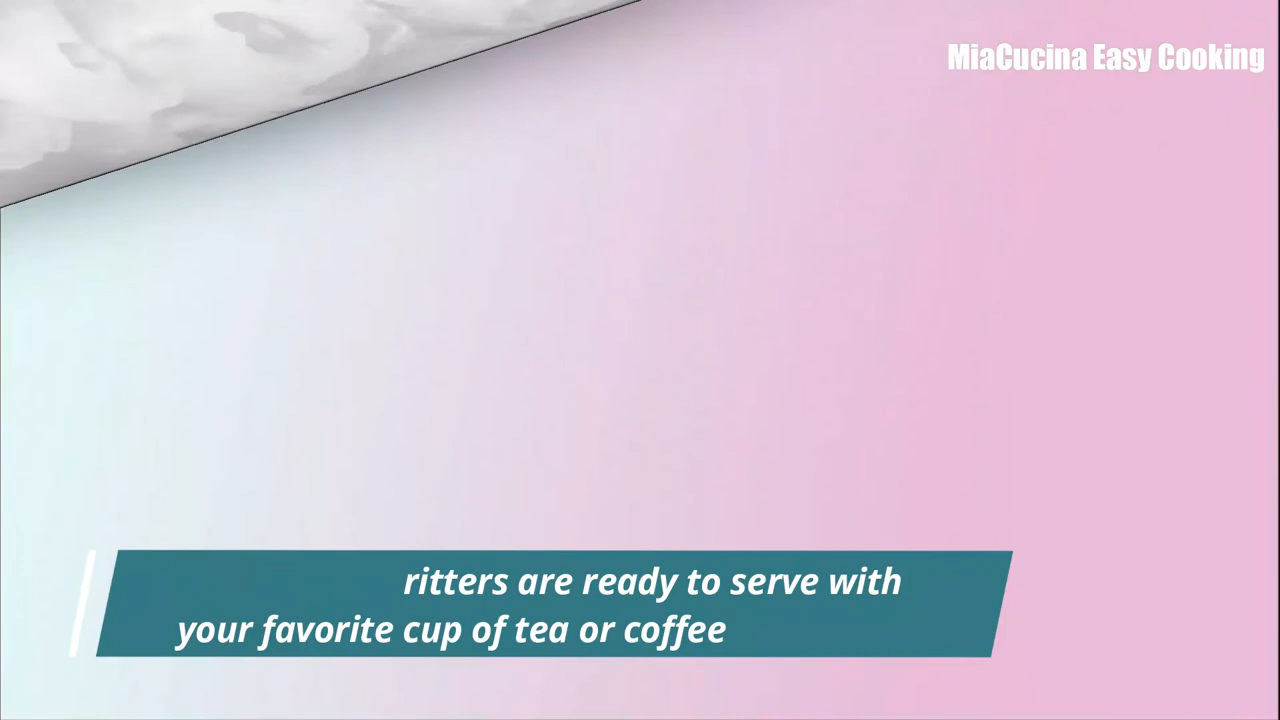 MiaCucina Easy Cooking
ritters are ready to serve with
your favorite cup of tea or coffee